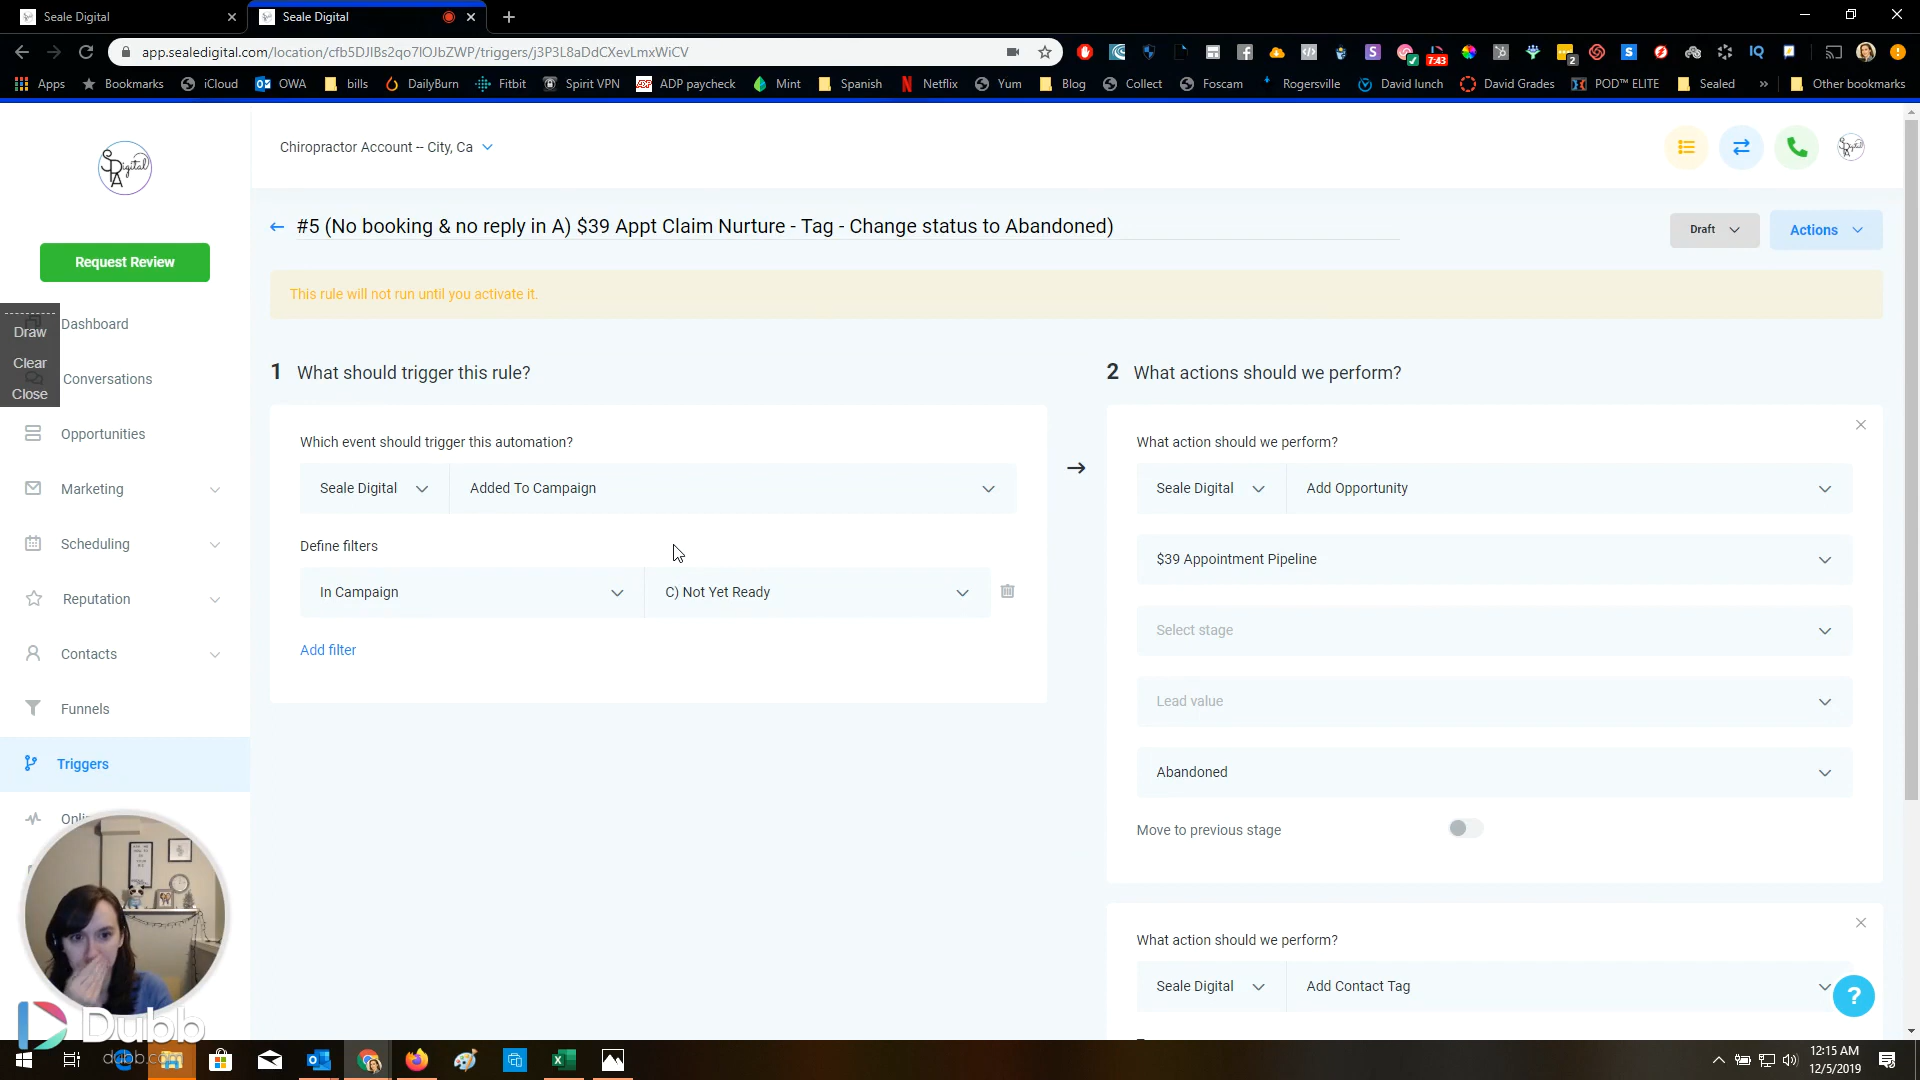 Seale Digital
Seale Digital
app.sealedigital.com/location/cfb5DJlBs2qo7lOJbZWP/triggers/j3P3L8aDdCXevLmxWiCV
7:43
2
Apps
Bookmarks
iCloud
OWA
bills
DailyBurn
Fitbit
Spirit VPN
ADP paycheck
Mint
Spanish
Netflix
Yum
Blog
Collect
Foscam
Rogersville
David lunch
David Grades
POD™ ELITE
Sealed
»
Other bookmarks
Chiropractor Account -- City, Ca
#5 (No booking & no reply in A) $39 Appt Claim Nurture - Tag - Change status to Abandoned)
Draft
Actions
Request Review
This rule will not run until you activate it.
Draw
Clear
Close
Dashboard
Conversations
Opportunities
Marketing
Scheduling
Reputation
Contacts
Funnels
Triggers
1 What should trigger this rule?
Which event should trigger this automation?
Seale Digital
Added To Campaign
Define filters
In Campaign
C) Not Yet Ready
Add filter
2 What actions should we perform?
What action should we perform?
Seale Digital
Add Opportunity
$39 Appointment Pipeline
Select stage
Lead value
Abandoned
Move to previous stage
What action should we perform?
Seale Digital
Add Contact Tag
?
Dubb
12:15 AM
12/5/2019